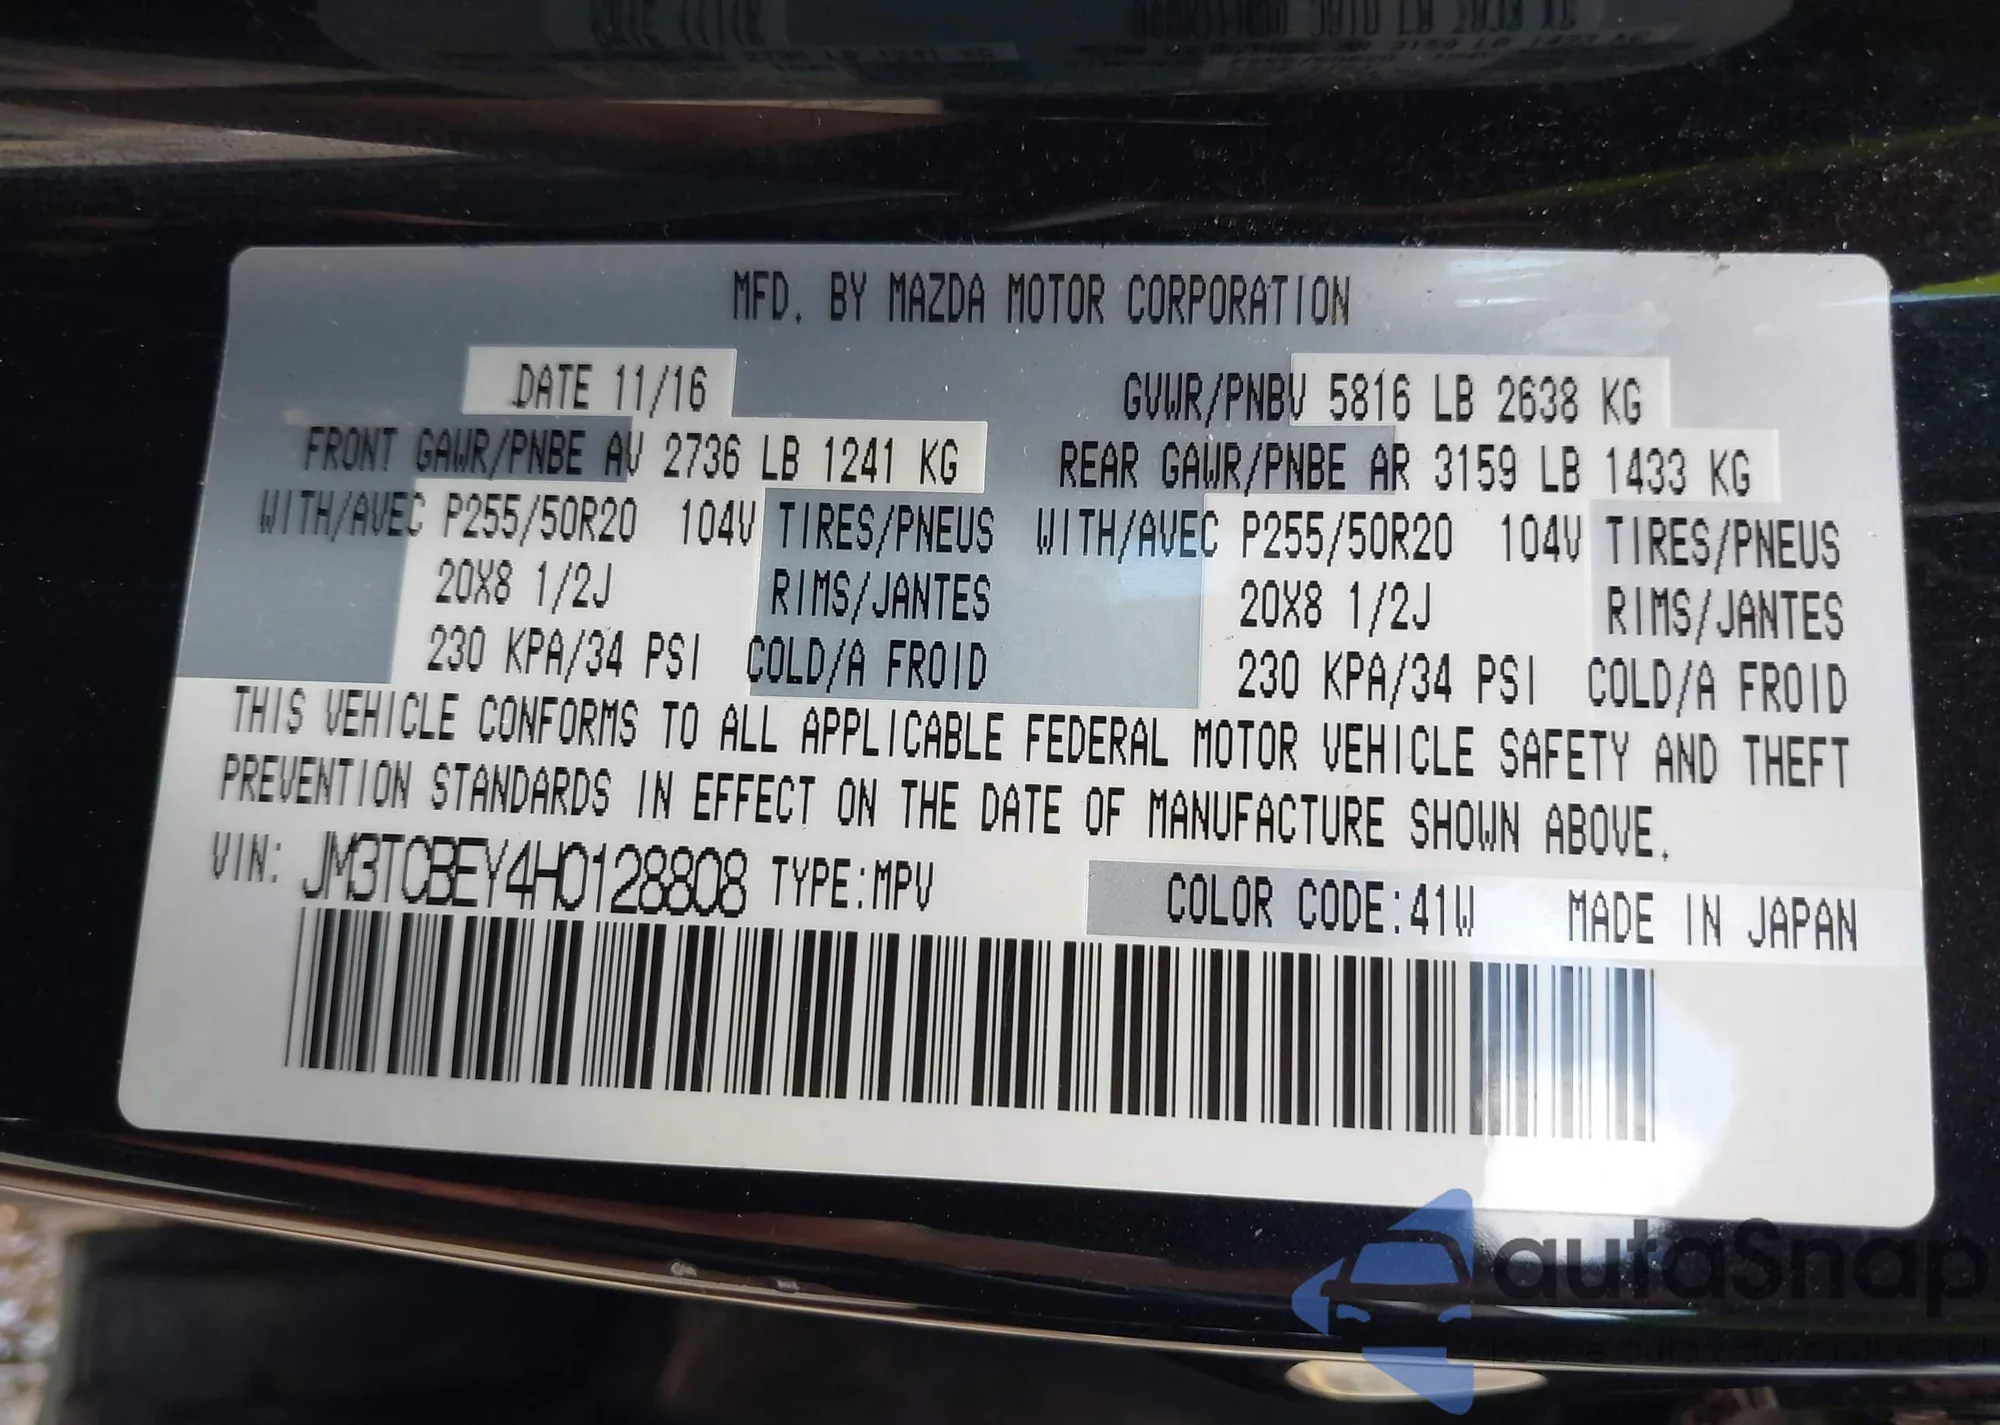 MFD. BY MAZDA MOTOR CORPORATION
DATE 11/16 GVWR/PNBV 5816 LB 2638 KG
FRONT GAWR/PNBE AV 2736 LB 1241 KG REAR GAWR/PNBE AR 3159 LB 1433 KG
WITH/AVEC P255/50R20 104V TIRES/PNEUS WITH/AVEC P255/50R20 104V TIRES/PNEUS
20X8 1/2J RIMS/JANTES 20X8 1/2J RIMS/JANTES
230 KPA/34 PSI COLD/A FROID 230 KPA/34 PSI COLD/A FROID
THIS VEHICLE CONFORMS TO ALL APPLICABLE FEDERAL MOTOR VEHICLE SAFETY AND THEFT
PREVENTION STANDARDS IN EFFECT ON THE DATE OF MANUFACTURE SHOWN ABOVE.
VIN: JM3TCBEY4H0128808 TYPE:MPV COLOR CODE:41W MADE IN JAPAN
autaSnap